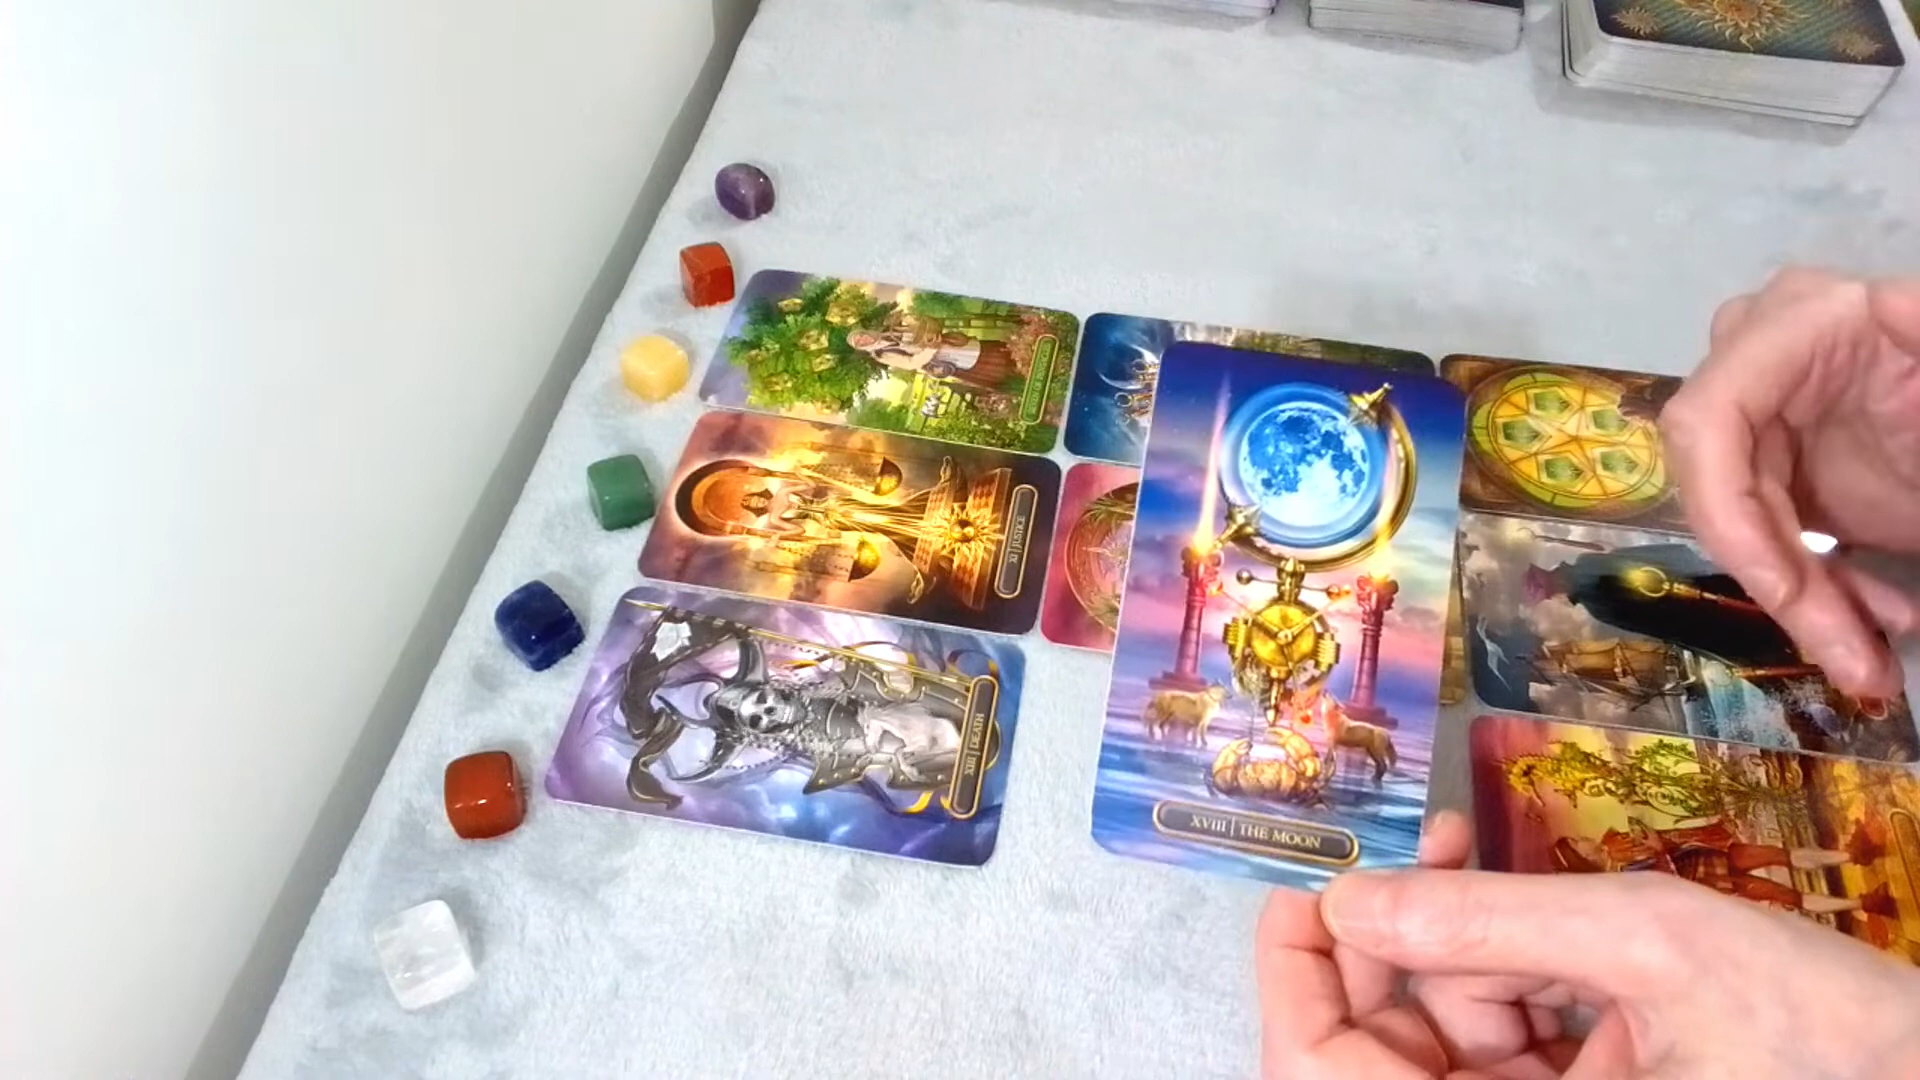 XI | JUSTICE
XIII | DEATH
XVIII | THE MOON